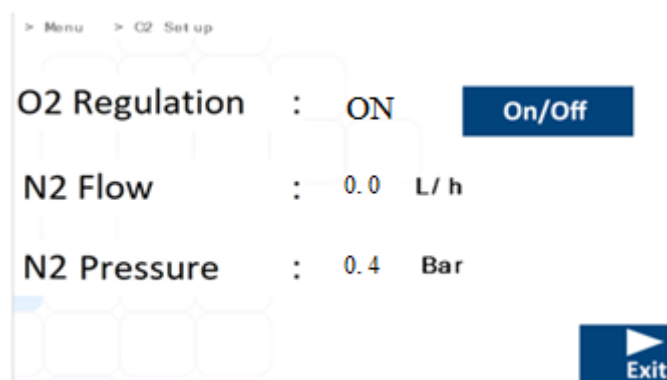 > Menu > O2 Set up
O2 Regulation : ON On/Off
N2 Flow : 0.0 L/ h
N2 Pressure : 0.4 Bar
Exit